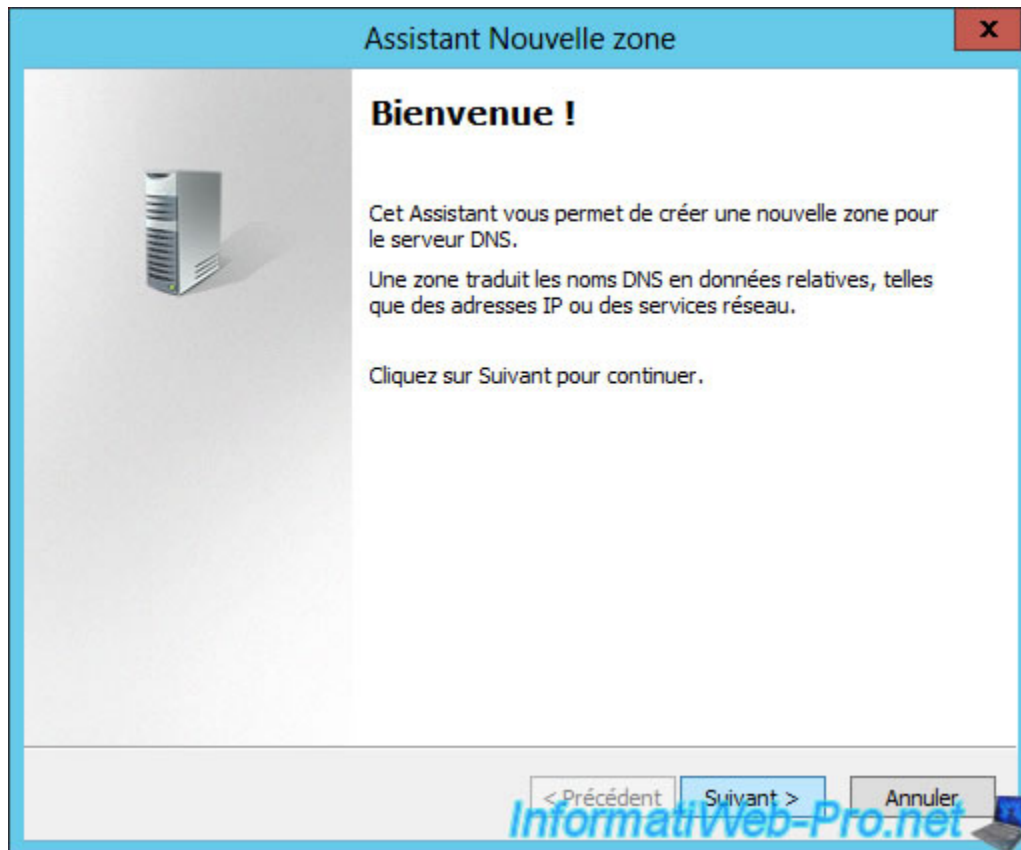 Assistant Nouvelle zone
x
Bienvenue !
Cet Assistant vous permet de créer une nouvelle zone pour
le serveur DNS.
Une zone traduit les noms DNS en données relatives, telles
que des adresses IP ou des services réseau.
Cliquez sur Suivant pour continuer.
< Précédent Suivant > Annuler
InformatiWeb-Pro.net